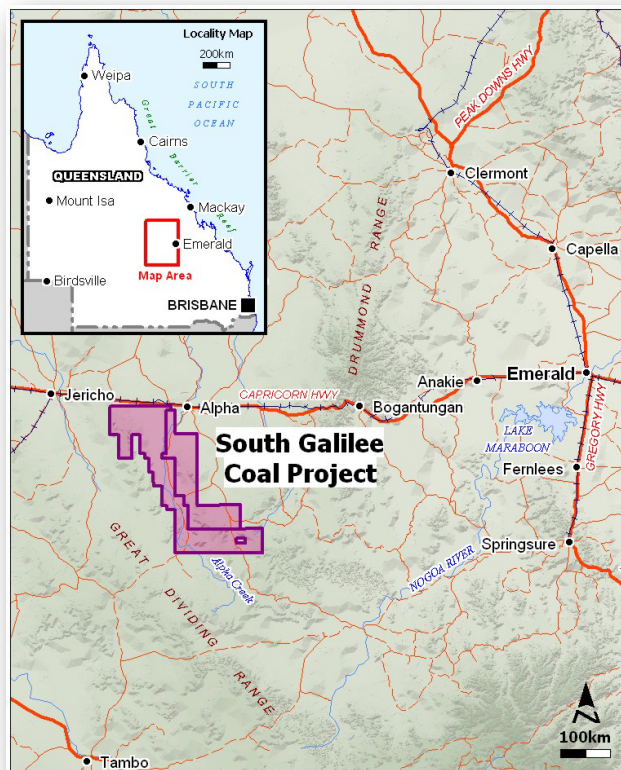 Locality Map
200km
Weipa
SOUTH
PACIFIC
OCEAN
Great
Barrier
Reef
Cairns
QUEENSLAND
Mount Isa
Mackay
Emerald
Map Area
Birdsville
BRISBANE
PEAK DOWNS HWY
Clermont
DRUMMOND RANGE
Capella
Jericho
Alpha
CAPRICORN HWY
Bogantungan
Anakie
Emerald
GREGORY HWY
LAKE
MARABOON
South Galilee
Coal Project
Fernlees
Springsure
NOGOA RIVER
Alpha Creek
GREAT DIVIDING RANGE
Tambo
N
100km